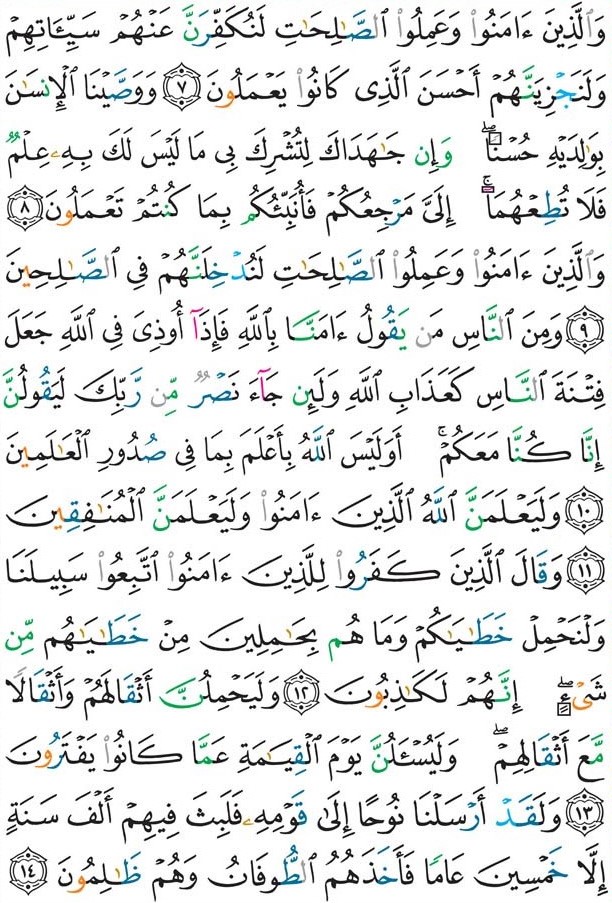 وَٱلَّذِينَ ءَامَنُوا۟ وَعَمِلُوا۟ ٱلصَّـٰلِحَـٰتِ لَنُكَفِّرَنَّ عَنْهُمْ سَيِّـَٔاتِهِمْ
وَلَنَجْزِيَنَّهُمْ أَحْسَنَ ٱلَّذِى كَانُوا۟ يَعْمَلُونَ ٧ وَوَصَّيْنَا ٱلْإِنسَـٰنَ
بِوَٰلِدَيْهِ حُسْنًاۖ وَإِن جَـٰهَدَاكَ لِتُشْرِكَ بِى مَا لَيْسَ لَكَ بِهِۦ عِلْمٌ
فَلَا تُطِعْهُمَآۚ إِلَىَّ مَرْجِعُكُمْ فَأُنَبِّئُكُم بِمَا كُنتُمْ تَعْمَلُونَ ٨
وَٱلَّذِينَ ءَامَنُوا۟ وَعَمِلُوا۟ ٱلصَّـٰلِحَـٰتِ لَنُدْخِلَنَّهُمْ فِى ٱلصَّـٰلِحِينَ
٩ وَمِنَ ٱلنَّاسِ مَن يَقُولُ ءَامَنَّا بِٱللَّهِ فَإِذَآ أُوذِىَ فِى ٱللَّهِ جَعَلَ
فِتْنَةَ ٱلنَّاسِ كَعَذَابِ ٱللَّهِ وَلَئِن جَآءَ نَصْرٌ مِّن رَّبِّكَ لَيَقُولُنَّ
إِنَّا كُنَّا مَعَكُمْۚ أَوَلَيْسَ ٱللَّهُ بِأَعْلَمَ بِمَا فِى صُدُورِ ٱلْعَـٰلَمِينَ
١٠ وَلَيَعْلَمَنَّ ٱللَّهُ ٱلَّذِينَ ءَامَنُوا۟ وَلَيَعْلَمَنَّ ٱلْمُنَـٰفِقِينَ
١١ وَقَالَ ٱلَّذِينَ كَفَرُوا۟ لِلَّذِينَ ءَامَنُوا۟ ٱتَّبِعُوا۟ سَبِيلَنَا
وَلْنَحْمِلْ خَطَـٰيَـٰكُمْ وَمَا هُم بِحَـٰمِلِينَ مِنْ خَطَـٰيَـٰهُم مِّن
شَىْءٍۖ إِنَّهُمْ لَكَـٰذِبُونَ ١٢ وَلَيَحْمِلُنَّ أَثْقَالَهُمْ وَأَثْقَالًا
مَّعَ أَثْقَالِهِمْۖ وَلَيُسْـَٔلُنَّ يَوْمَ ٱلْقِيَـٰمَةِ عَمَّا كَانُوا۟ يَفْتَرُونَ
١٣ وَلَقَدْ أَرْسَلْنَا نُوحًا إِلَىٰ قَوْمِهِۦ فَلَبِثَ فِيهِمْ أَلْفَ سَنَةٍ
إِلَّا خَمْسِينَ عَامًا فَأَخَذَهُمُ ٱلطُّوفَانُ وَهُمْ ظَـٰلِمُونَ ١٤